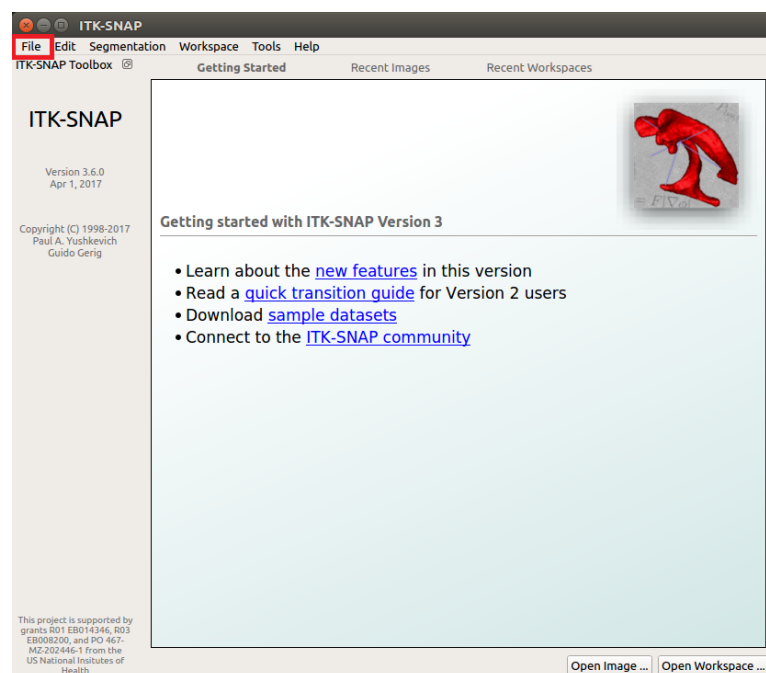 ITK-SNAP
File Edit Segmentation Workspace Tools Help
ITK-SNAP Toolbox
Getting Started Recent Images Recent Workspaces
ITK-SNAP
Version 3.6.0
Apr 1, 2017
Copyright (C) 1998-2017
Paul A. Yushkevich
Guido Gerig
Getting started with ITK-SNAP Version 3
• Learn about the new features in this version
• Read a quick transition guide for Version 2 users
• Download sample datasets
• Connect to the ITK-SNAP community
This project is supported by
grants R01 EB014346, R03
EB008200, and PO 467-
MZ-202446-1 from the
US National Insitutes of
Health
Open Image ... Open Workspace ...